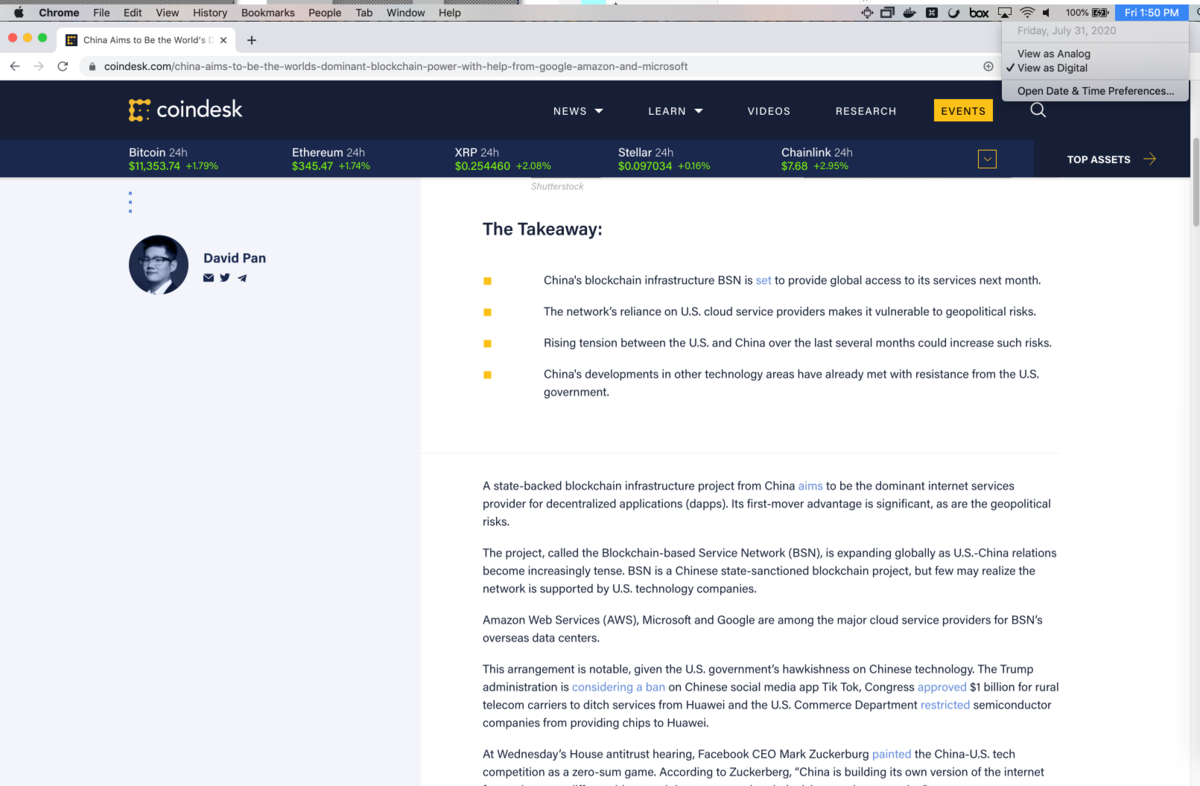 Chrome File Edit View History Bookmarks People Tab Window Help box 100% Fri 1:50 PM
Friday, July 31, 2020
View as Analog
✓ View as Digital
Open Date & Time Preferences...
China Aims to Be the World's
coindesk.com/china-aims-to-be-the-worlds-dominant-blockchain-power-with-help-from-google-amazon-and-microsoft
coindesk
NEWS LEARN VIDEOS RESEARCH EVENTS
Bitcoin 24h
$11,353.74 +1.79%
Ethereum 24h
$345.47 +1.74%
XRP 24h
$0.254460 +2.08%
Stellar 24h
$0.097034 +0.16%
Chainlink 24h
$7.68 +2.95%
TOP ASSETS
David Pan
Shutterstock
The Takeaway:
China's blockchain infrastructure BSN is set to provide global access to its services next month.
The network's reliance on U.S. cloud service providers makes it vulnerable to geopolitical risks.
Rising tension between the U.S. and China over the last several months could increase such risks.
China's developments in other technology areas have already met with resistance from the U.S.
government.
A state-backed blockchain infrastructure project from China aims to be the dominant internet services
provider for decentralized applications (dapps). Its first-mover advantage is significant, as are the geopolitical
risks.
The project, called the Blockchain-based Service Network (BSN), is expanding globally as U.S.-China relations
become increasingly tense. BSN is a Chinese state-sanctioned blockchain project, but few may realize the
network is supported by U.S. technology companies.
Amazon Web Services (AWS), Microsoft and Google are among the major cloud service providers for BSN's
overseas data centers.
This arrangement is notable, given the U.S. government's hawkishness on Chinese technology. The Trump
administration is considering a ban on Chinese social media app Tik Tok, Congress approved $1 billion for rural
telecom carriers to ditch services from Huawei and the U.S. Commerce Department restricted semiconductor
companies from providing chips to Huawei.
At Wednesday's House antitrust hearing, Facebook CEO Mark Zuckerburg painted the China-U.S. tech
competition as a zero-sum game. According to Zuckerberg, "China is building its own version of the internet